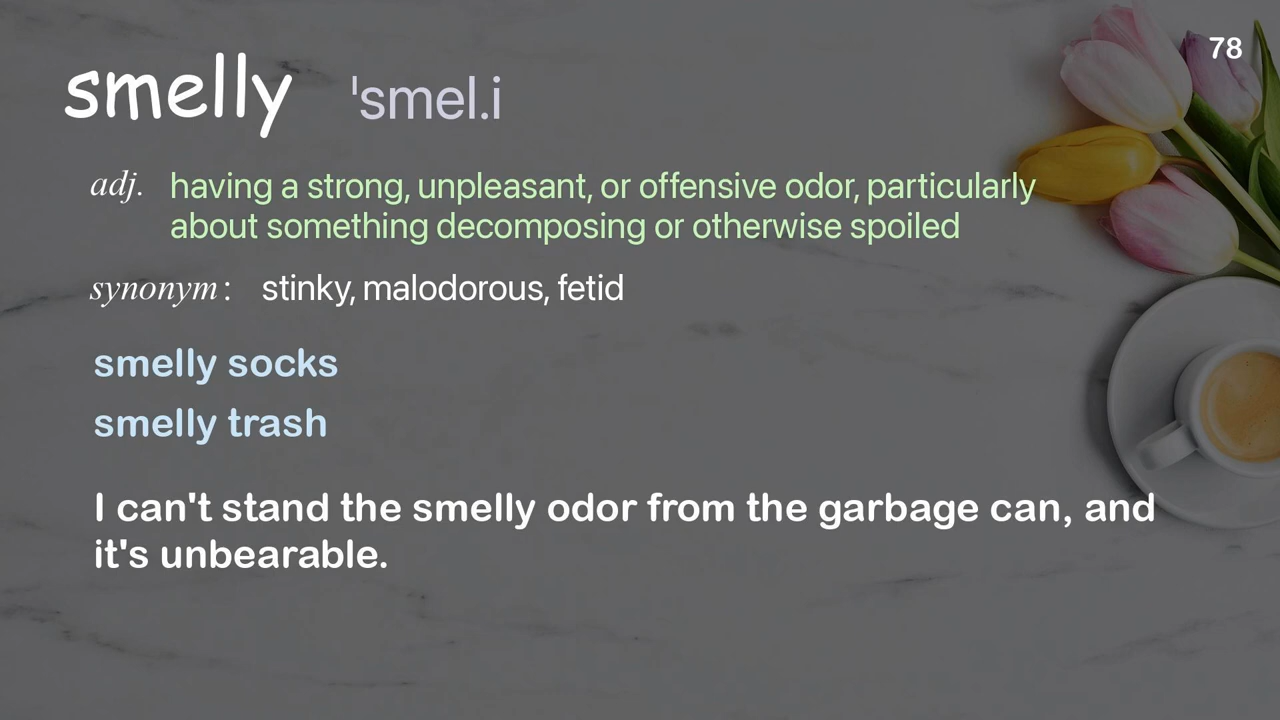 78
smelly ˈsmel.i
adj. having a strong, unpleasant, or offensive odor, particularly
about something decomposing or otherwise spoiled
synonym : stinky, malodorous, fetid
smelly socks
smelly trash
I can't stand the smelly odor from the garbage can, and
it's unbearable.